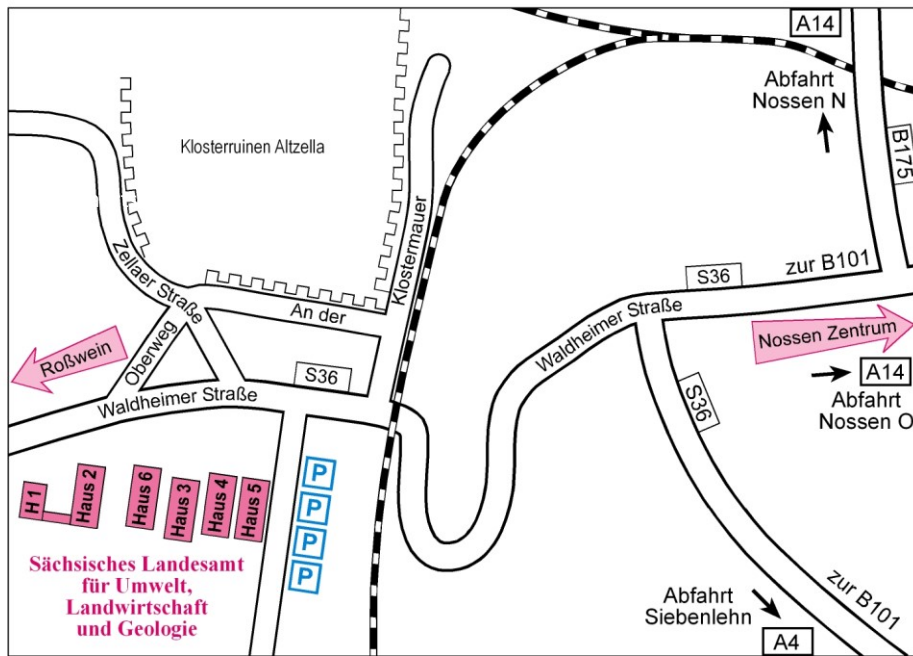 A14
Abfahrt
Nossen N
B175
Klosterruinen Altzella
Zellaer Straße
An der
Klostermauer
Oberweg
Roßwein
S36
Waldheimer Straße
S36
zur B101
Waldheimer Straße
Nossen Zentrum
A14
Abfahrt
Nossen O
S36
H1
Haus 2
Haus 6
Haus 3
Haus 4
Haus 5
P
P
P
P
Sächsisches Landesamt
für Umwelt,
Landwirtschaft
und Geologie
Abfahrt
Siebenlehn
A4
zur B101